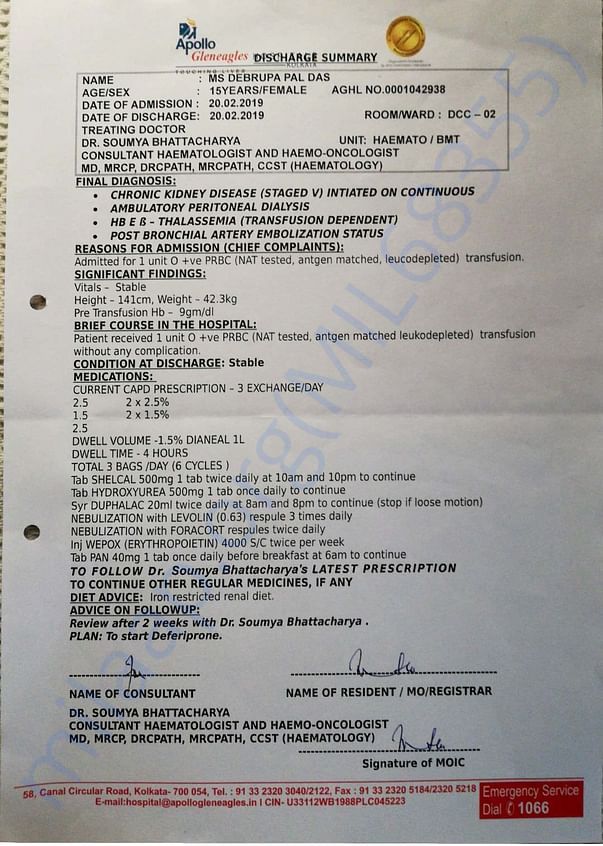 Apollo
Gleneagles
TOUCHING LIVES
DISCHARGE SUMMARY
KOLKATA
NAME : MS DEBRUPA PAL DAS
AGE/SEX : 15YEARS/FEMALE AGHL NO.0001042938
DATE OF ADMISSION : 20.02.2019
DATE OF DISCHARGE: 20.02.2019 ROOM/WARD : DCC – 02
TREATING DOCTOR
DR. SOUMYA BHATTACHARYA UNIT: HAEMATO / BMT
CONSULTANT HAEMATOLOGIST AND HAEMO-ONCOLOGIST
MD, MRCP, DRCPATH, MRCPATH, CCST (HAEMATOLOGY)
FINAL DIAGNOSIS:
• CHRONIC KIDNEY DISEASE (STAGED V) INTIATED ON CONTINUOUS
• AMBULATORY PERITONEAL DIALYSIS
• HB E ß – THALASSEMIA (TRANSFUSION DEPENDENT)
• POST BRONCHIAL ARTERY EMBOLIZATION STATUS
REASONS FOR ADMISSION (CHIEF COMPLAINTS):
Admitted for 1 unit O +ve PRBC (NAT tested, antgen matched, leucodepleted) transfusion.
SIGNIFICANT FINDINGS:
Vitals – Stable
Height – 141cm, Weight – 42.3kg
Pre Transfusion Hb – 9gm/dl
BRIEF COURSE IN THE HOSPITAL:
Patient received 1 unit O +ve PRBC (NAT tested, antgen matched leukodepleted) transfusion
without any complication.
CONDITION AT DISCHARGE: Stable
MEDICATIONS:
CURRENT CAPD PRESCRIPTION – 3 EXCHANGE/DAY
2.5 2 x 2.5%
1.5 2 x 1.5%
2.5
DWELL VOLUME -1.5% DIANEAL 1L
DWELL TIME - 4 HOURS
TOTAL 3 BAGS /DAY (6 CYCLES )
Tab SHELCAL 500mg 1 tab twice daily at 10am and 10pm to continue
Tab HYDROXYUREA 500mg 1 tab once daily to continue
Syr DUPHALAC 20ml twice daily at 8am and 8pm to continue (stop if loose motion)
NEBULIZATION with LEVOLIN (0.63) respule 3 times daily
NEBULIZATION with FORACORT respules twice daily
Inj WEPOX (ERYTHROPOIETIN) 4000 S/C twice per week
Tab PAN 40mg 1 tab once daily before breakfast at 6am to continue
TO FOLLOW Dr. Soumya Bhattacharya's LATEST PRESCRIPTION
TO CONTINUE OTHER REGULAR MEDICINES, IF ANY
DIET ADVICE: Iron restricted renal diet.
ADVICE ON FOLLOWUP:
Review after 2 weeks with Dr. Soumya Bhattacharya .
PLAN: To start Deferiprone.
NAME OF CONSULTANT NAME OF RESIDENT / MO/REGISTRAR
DR. SOUMYA BHATTACHARYA
CONSULTANT HAEMATOLOGIST AND HAEMO-ONCOLOGIST
MD, MRCP, DRCPATH, MRCPATH, CCST (HAEMATOLOGY)
Signature of MOIC
58, Canal Circular Road, Kolkata- 700 054, Tel. : 91 33 2320 3040/2122, Fax : 91 33 2320 5184/2320 5218
E-mail:hospital@apollogleneagles.in I CIN- U33112WB1988PLC045223
Emergency Service
Dial 1066